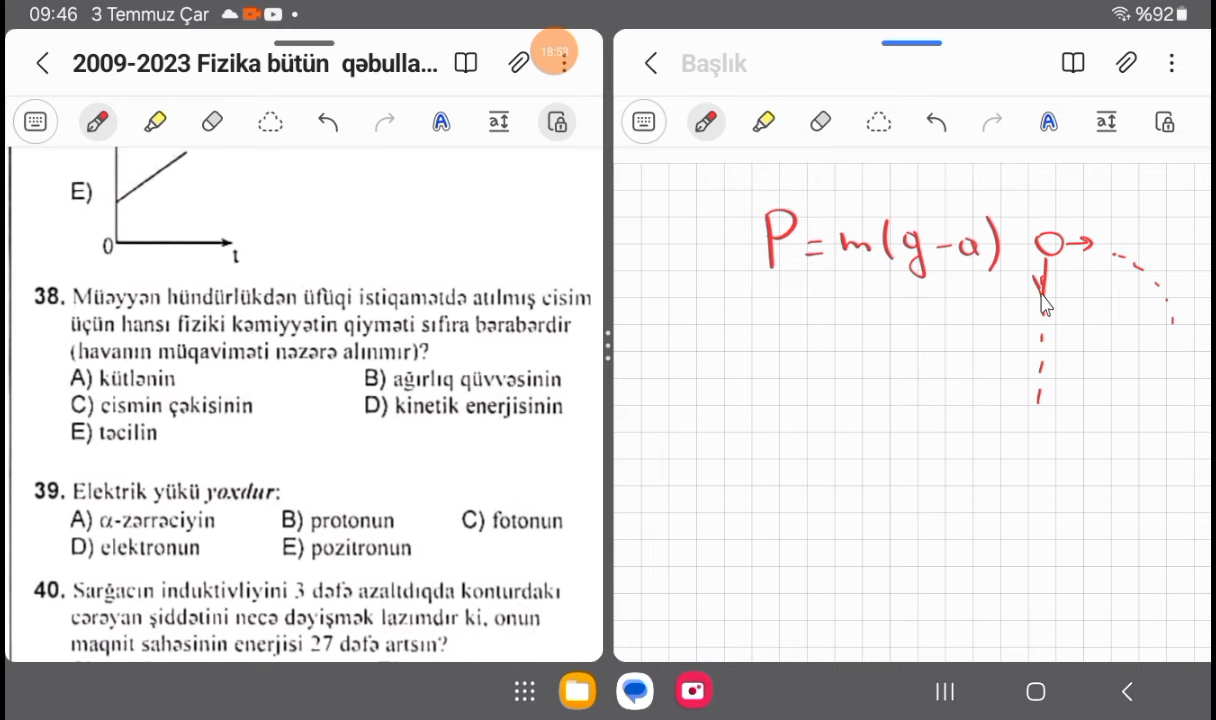 09:46 3 Temmuz Çar %92
2009-2023 Fizika bütün qəbulla... 18:53
Başlık
E)
0
t
38. Müəyyən hündürlükdən üfüqi istiqamətdə atılmış cisim
üçün hansı fiziki kəmiyyətin qiyməti sıfıra bərabərdir
(havanın müqaviməti nəzərə alınmır)?
A) kütlənin B) ağırlıq qüvvəsinin
C) cismin çəkisinin D) kinetik enerjisinin
E) təcilin
39. Elektrik yükü yoxdur:
A) α-zərrəciyin B) protonun C) fotonun
D) elektronun E) pozitronun
40. Sarğacın induktivliyini 3 dəfə azaltdıqda konturdakı
cərəyan şiddətini necə dəyişmək lazımdır ki, onun
maqnit sahəsinin enerjisi 27 dəfə artsın?
P = m(g-a)